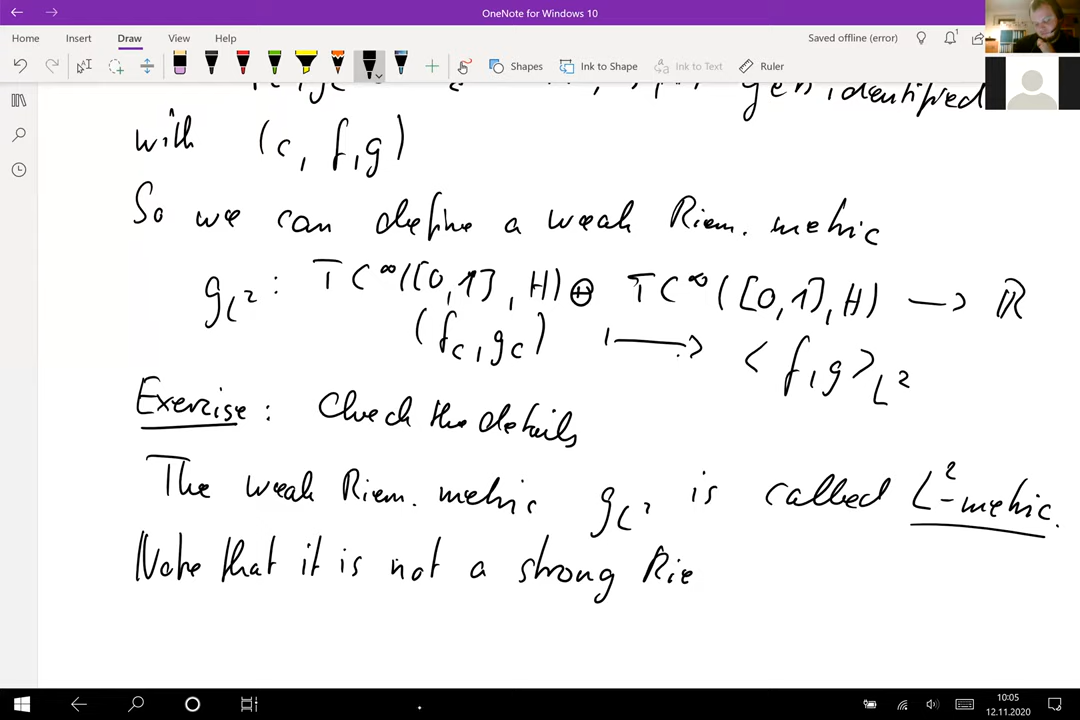 OneNote for Windows 10
Home Insert Draw View Help
Saved offline (error)
Shapes Ink to Shape Ink to Text Ruler
identified
with (c, f, g)
So we can define a weak Riem. metric
g_{L²} : T C^∞([0,1], H) ⊕ T C^∞([0,1], H) → ℝ
(f_c, g_c) ↦ <f, g>_{L²}
Exercise: Check the details
The weak Riem. metric g_{L²} is called L²-metric.
Note that it is not a strong Rie
10:05
12.11.2020